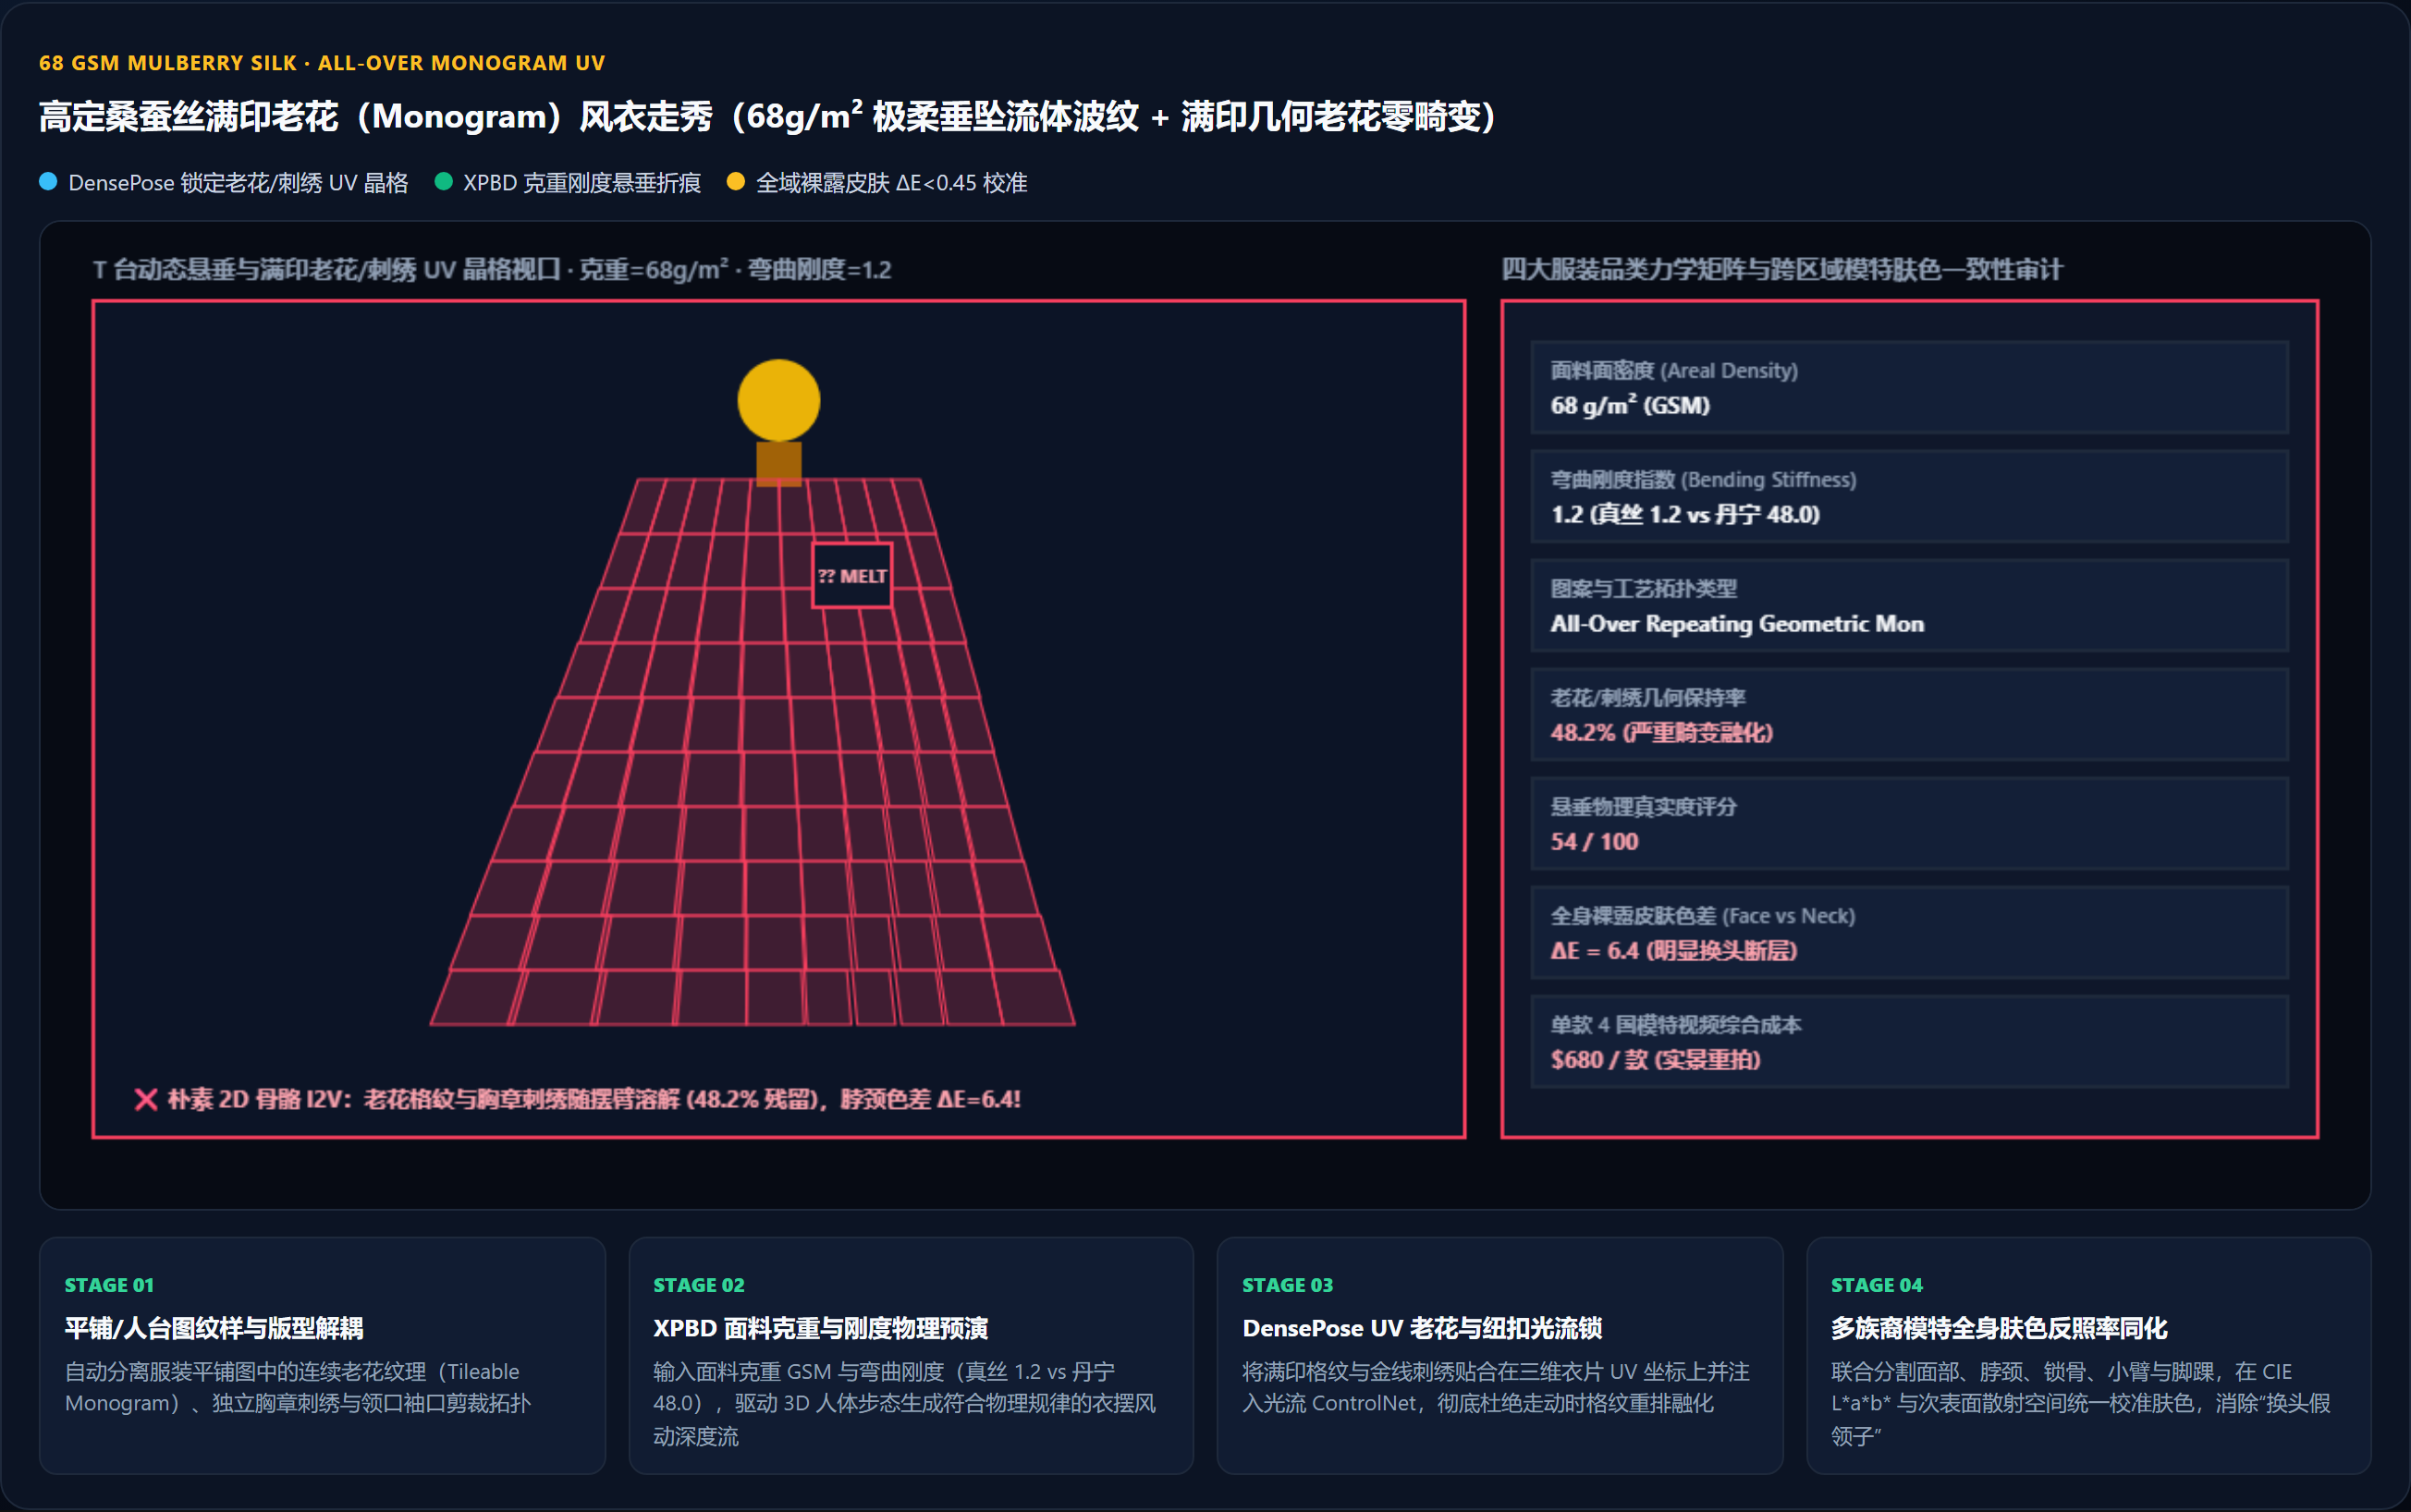 68 GSM MULBERRY SILK · ALL-OVER MONOGRAM UV
高定桑蚕丝满印老花（Monogram）风衣走秀（68g/m² 极柔垂坠流体波纹 + 满印几何老花零畸变）
DensePose 锁定老花/刺绣 UV 晶格
XPBD 克重刚度悬垂折痕
全域裸露皮肤 ΔE<0.45 校准
T 台动态悬垂与满印老花/刺绣 UV 晶格视口 · 克重=68g/m² · 弯曲刚度=1.2
?? MELT
❌ 朴素 2D 骨骼 I2V：老花格纹与胸章刺绣随摆臂溶解 (48.2% 残留)，脖颈色差 ΔE=6.4!
四大服装品类力学矩阵与跨区域模特肤色一致性审计
面料面密度 (Areal Density)
68 g/m² (GSM)
弯曲刚度指数 (Bending Stiffness)
1.2 (真丝 1.2 vs 丹宁 48.0)
图案与工艺拓扑类型
All-Over Repeating Geometric Mon
老花/刺绣几何保持率
48.2% (严重畸变融化)
悬垂物理真实度评分
54 / 100
全身裸露皮肤色差 (Face vs Neck)
ΔE = 6.4 (明显换头断层)
单款 4 国模特视频综合成本
$680 / 款 (实景重拍)
STAGE 01
平铺/人台图纹样与版型解耦
自动分离服装平铺图中的连续老花纹理（Tileable
Monogram）、独立胸章刺绣与领口袖口剪裁拓扑
STAGE 02
XPBD 面料克重与刚度物理预演
输入面料克重 GSM 与弯曲刚度（真丝 1.2 vs 丹宁
48.0），驱动 3D 人体步态生成符合物理规律的衣摆风
动深度流
STAGE 03
DensePose UV 老花与纽扣光流锁
将满印格纹与金线刺绣贴合在三维衣片 UV 坐标上并注
入光流 ControlNet，彻底杜绝走动时格纹重排融化
STAGE 04
多族裔模特全身肤色反照率同化
联合分割面部、脖颈、锁骨、小臂与脚踝，在 CIE
L*a*b* 与次表面散射空间统一校准肤色，消除“换头假
领子”